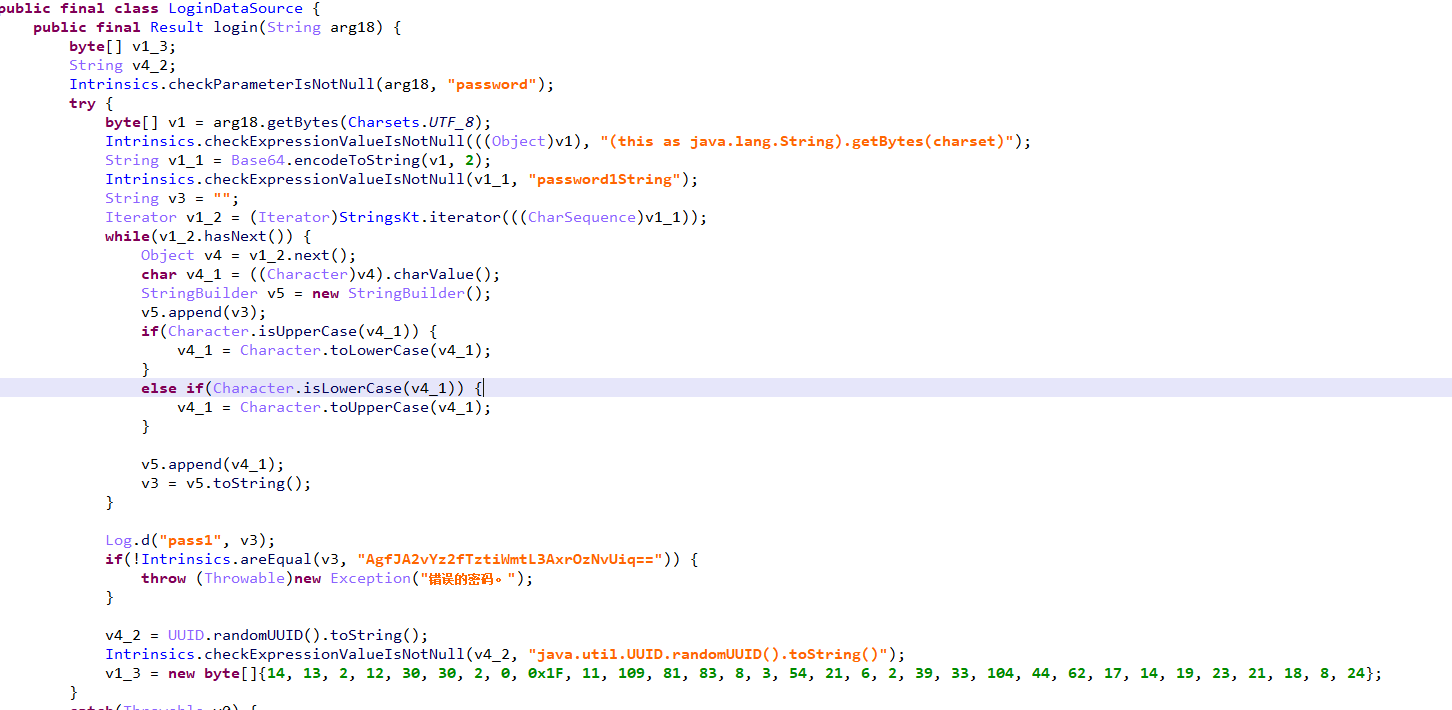 public final class LoginDataSource {
public final Result login(String arg18) {
byte[] v1_3;
String v4_2;
Intrinsics.checkParameterIsNotNull(arg18, "password");
try {
byte[] v1 = arg18.getBytes(Charsets.UTF_8);
Intrinsics.checkExpressionValueIsNotNull(((Object)v1), "(this as java.lang.String).getBytes(charset)");
String v1_1 = Base64.encodeToString(v1, 2);
Intrinsics.checkExpressionValueIsNotNull(v1_1, "password1String");
String v3 = "";
Iterator v1_2 = (Iterator)StringsKt.iterator(((CharSequence)v1_1));
while(v1_2.hasNext()) {
Object v4 = v1_2.next();
char v4_1 = ((Character)v4).charValue();
StringBuilder v5 = new StringBuilder();
v5.append(v3);
if(Character.isUpperCase(v4_1)) {
v4_1 = Character.toLowerCase(v4_1);
}
else if(Character.isLowerCase(v4_1)) {
v4_1 = Character.toUpperCase(v4_1);
}
v5.append(v4_1);
v3 = v5.toString();
}
Log.d("pass1", v3);
if(!Intrinsics.areEqual(v3, "AgfJA2vYz2fTztiWmtL3AxrOzNvUiq==")) {
throw (Throwable)new Exception("错误的密码。");
}
v4_2 = UUID.randomUUID().toString();
Intrinsics.checkExpressionValueIsNotNull(v4_2, "java.util.UUID.randomUUID().toString()");
v1_3 = new byte[]{14, 13, 2, 12, 30, 30, 2, 0, 0x1F, 11, 109, 81, 83, 8, 3, 54, 21, 6, 2, 39, 33, 104, 44, 62, 17, 14, 19, 23, 21, 18, 8, 24};
}
catch(Throwable v0) {